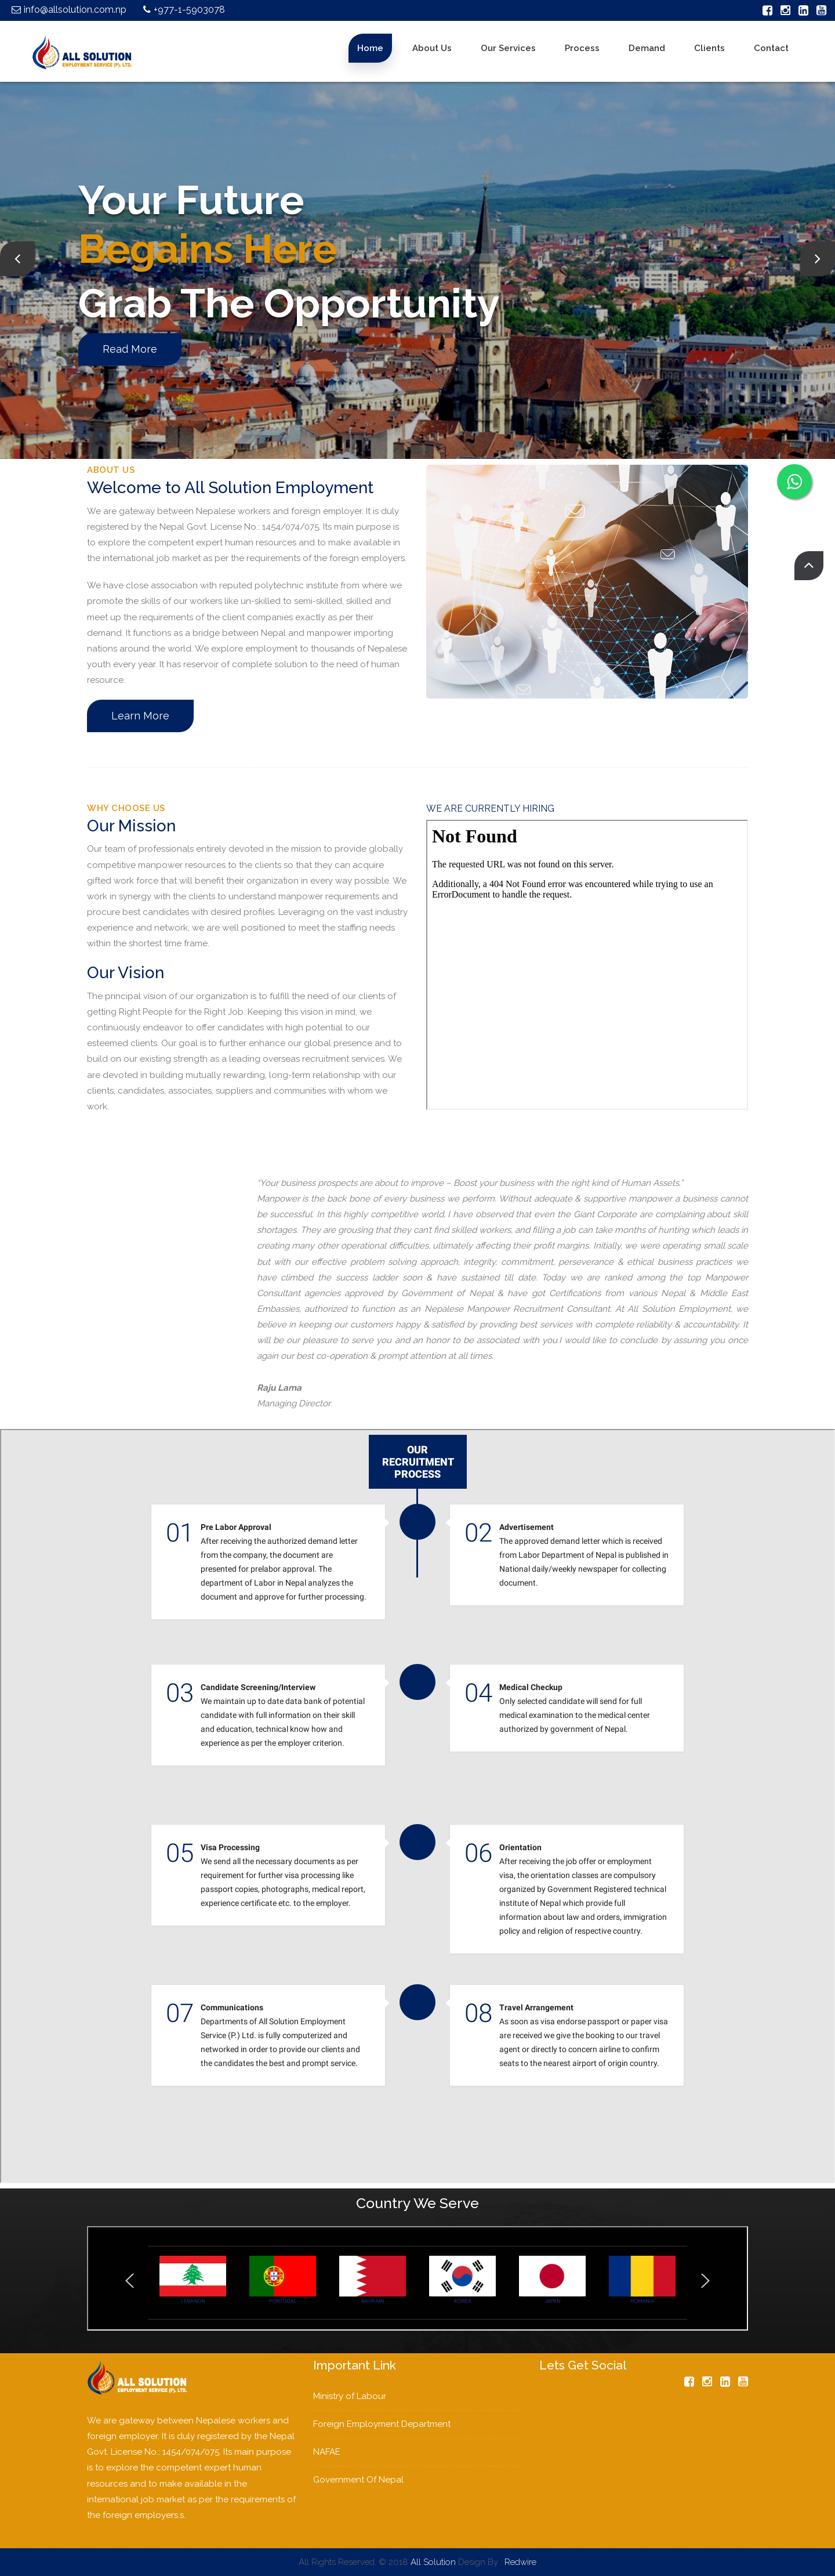 info@allsolution.com.np +977-1-5903078
ALL SOLUTION
EMPLOYMENT SERVICE (P). LTD.
Home About Us Our Services Process Demand Clients Contact
Your Future
Begains Here
Grab The Opportunity
Read More
ABOUT US
Welcome to All Solution Employment
We are gateway between Nepalese workers and foreign employer. It is duly
registered by the Nepal Govt. License No.: 1454/074/075. Its main purpose is
to explore the competent expert human resources and to make available in
the international job market as per the requirements of the foreign employers.
We have close association with reputed polytechnic institute from where we
promote the skills of our workers like un-skilled to semi-skilled, skilled and
meet up the requirements of the client companies exactly as per their
demand. It functions as a bridge between Nepal and manpower importing
nations around the world. We explore employment to thousands of Nepalese
youth every year. It has reservoir of complete solution to the need of human
resource.
Learn More
WHY CHOOSE US
Our Mission
Our team of professionals entirely devoted in the mission to provide globally
competitive manpower resources to the clients so that they can acquire
gifted work force that will benefit their organization in every way possible. We
work in synergy with the clients to understand manpower requirements and
procure best candidates with desired profiles. Leveraging on the vast industry
experience and network, we are well positioned to meet the staffing needs
within the shortest time frame.
Our Vision
The principal vision of our organization is to fulfill the need of our clients of
getting Right People for the Right Job. Keeping this vision in mind, we
continuously endeavor to offer candidates with high potential to our
esteemed clients. Our goal is to further enhance our global presence and to
build on our existing strength as a leading overseas recruitment services. We
are devoted in building mutually rewarding, long-term relationship with our
clients, candidates, associates, suppliers and communities with whom we
work.
WE ARE CURRENTLY HIRING
Not Found
The requested URL was not found on this server.
Additionally, a 404 Not Found error was encountered while trying to use an
ErrorDocument to handle the request.
"Your business prospects are about to improve – Boost your business with the right kind of Human Assets."
Manpower is the back bone of every business we perform. Without adequate & supportive manpower a business cannot
be successful. In this highly competitive world, I have observed that even the Giant Corporate are complaining about skill
shortages. They are grousing that they can't find skilled workers, and filling a job can take months of hunting which leads in
creating many other operational difficulties, ultimately affecting their profit margins. Initially, we were operating small scale
but with our effective problem solving approach, integrity, commitment, perseverance & ethical business practices we
have climbed the success ladder soon & have sustained till date. Today we are ranked among the top Manpower
Consultant agencies approved by Government of Nepal & have got Certifications from various Nepal & Middle East
Embassies, authorized to function as an Nepalese Manpower Recruitment Consultant. At All Solution Employment, we
believe in keeping our customers happy & satisfied by providing best services with complete reliability & accountability. It
will be our pleasure to serve you and an honor to be associated with you.I would like to conclude by assuring you once
again our best co-operation & prompt attention at all times.
Raju Lama
Managing Director
OUR
RECRUITMENT
PROCESS
01
Pre Labor Approval
After receiving the authorized demand letter
from the company, the document are
presented for prelabor approval. The
department of Labor in Nepal analyzes the
document and approve for further processing.
02
Advertisement
The approved demand letter which is received
from Labor Department of Nepal is published in
National daily/weekly newspaper for collecting
document.
03
Candidate Screening/Interview
We maintain up to date data bank of potential
candidate with full information on their skill
and education, technical know how and
experience as per the employer criterion.
04
Medical Checkup
Only selected candidate will send for full
medical examination to the medical center
authorized by government of Nepal.
05
Visa Processing
We send all the necessary documents as per
requirement for further visa processing like
passport copies, photographs, medical report,
experience certificate etc. to the employer.
06
Orientation
After receiving the job offer or employment
visa, the orientation classes are compulsory
organized by Government Registered technical
institute of Nepal which provide full
information about law and orders, immigration
policy and religion of respective country.
07
Communications
Departments of All Solution Employment
Service (P.) Ltd. is fully computerized and
networked in order to provide our clients and
the candidates the best and prompt service.
08
Travel Arrangement
As soon as visa endorse passport or paper visa
are received we give the booking to our travel
agent or directly to concern airline to confirm
seats to the nearest airport of origin country.
Country We Serve
LEBANON PORTUGAL BAHRAIN KOREA JAPAN ROMANIA
ALL SOLUTION
EMPLOYMENT SERVICE (P). LTD.
We are gateway between Nepalese workers and
foreign employer. It is duly registered by the Nepal
Govt. License No.: 1454/074/075. Its main purpose
is to explore the competent expert human
resources and to make available in the
international job market as per the requirements of
the foreign employers.s.
Important Link
Ministry of Labour
Foreign Employment Department
NAFAE
Government Of Nepal
Lets Get Social
All Rights Reserved. © 2018 All Solution Design By : Redwire